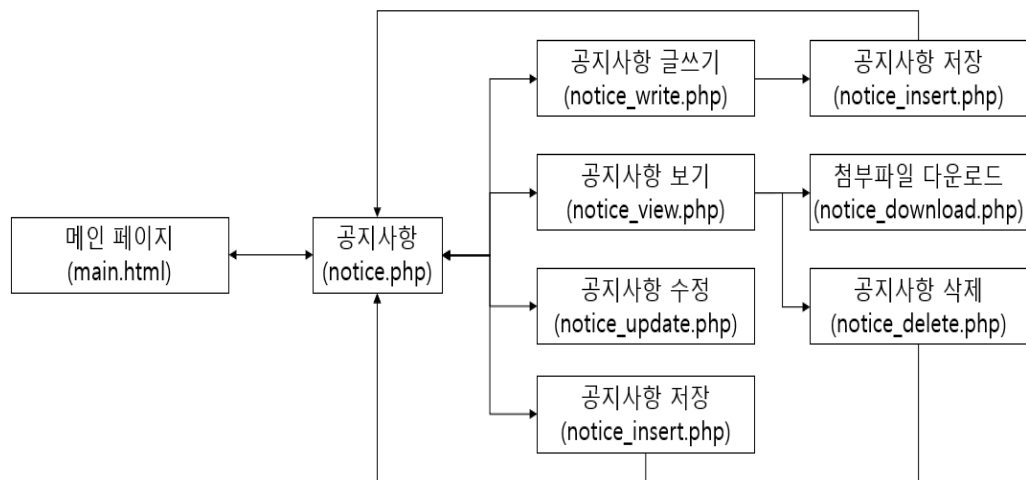 공지사항 글쓰기
(notice_write.php)
공지사항 저장
(notice_insert.php)
공지사항 보기
(notice_view.php)
첨부파일 다운로드
(notice_download.php)
메인 페이지
(main.html)
공지사항
(notice.php)
공지사항 수정
(notice_update.php)
공지사항 삭제
(notice_delete.php)
공지사항 저장
(notice_insert.php)